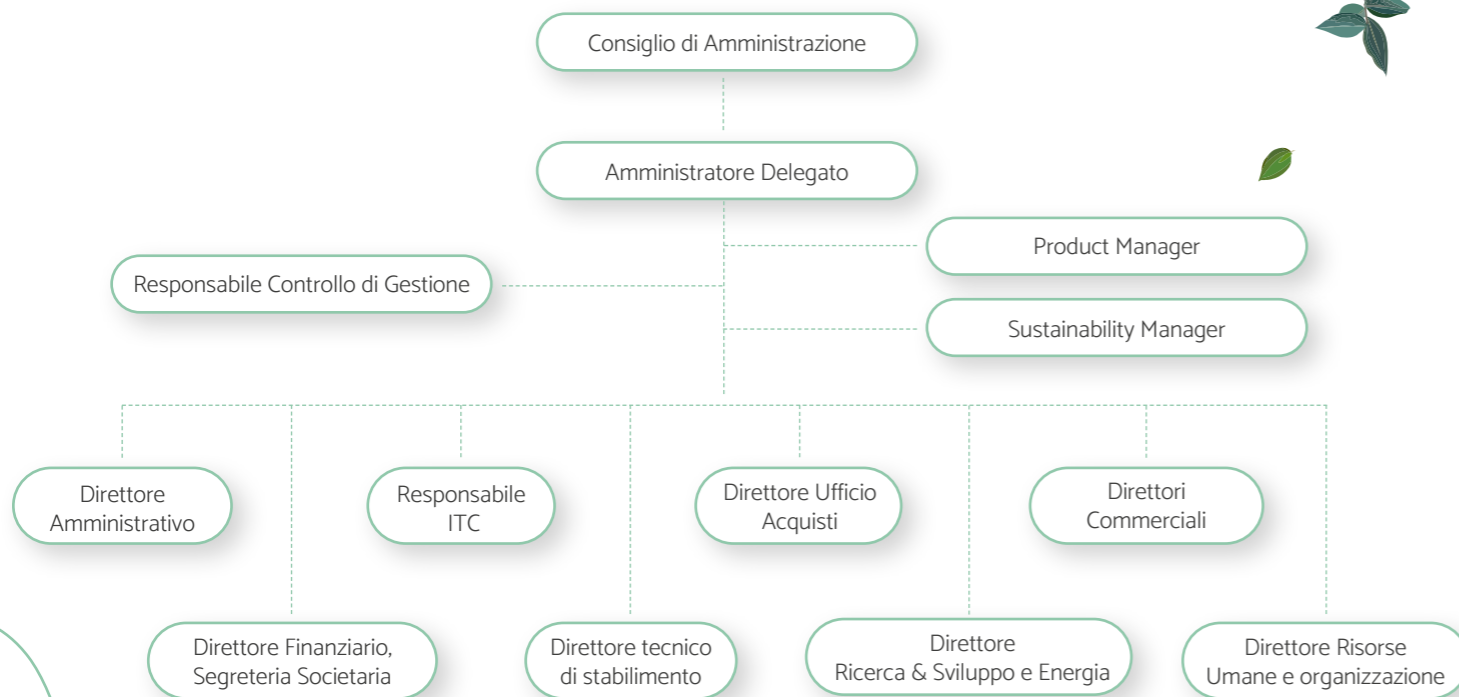 Consiglio di Amministrazione
Amministratore Delegato
Product Manager
Responsabile Controllo di Gestione
Sustainability Manager
Direttore
Amministrativo
Responsabile
ITC
Direttore Ufficio
Acquisti
Direttori
Commerciali
Direttore Finanziario,
Segreteria Societaria
Direttore tecnico
di stabilimento
Direttore
Ricerca & Sviluppo e Energia
Direttore Risorse
Umane e organizzazione